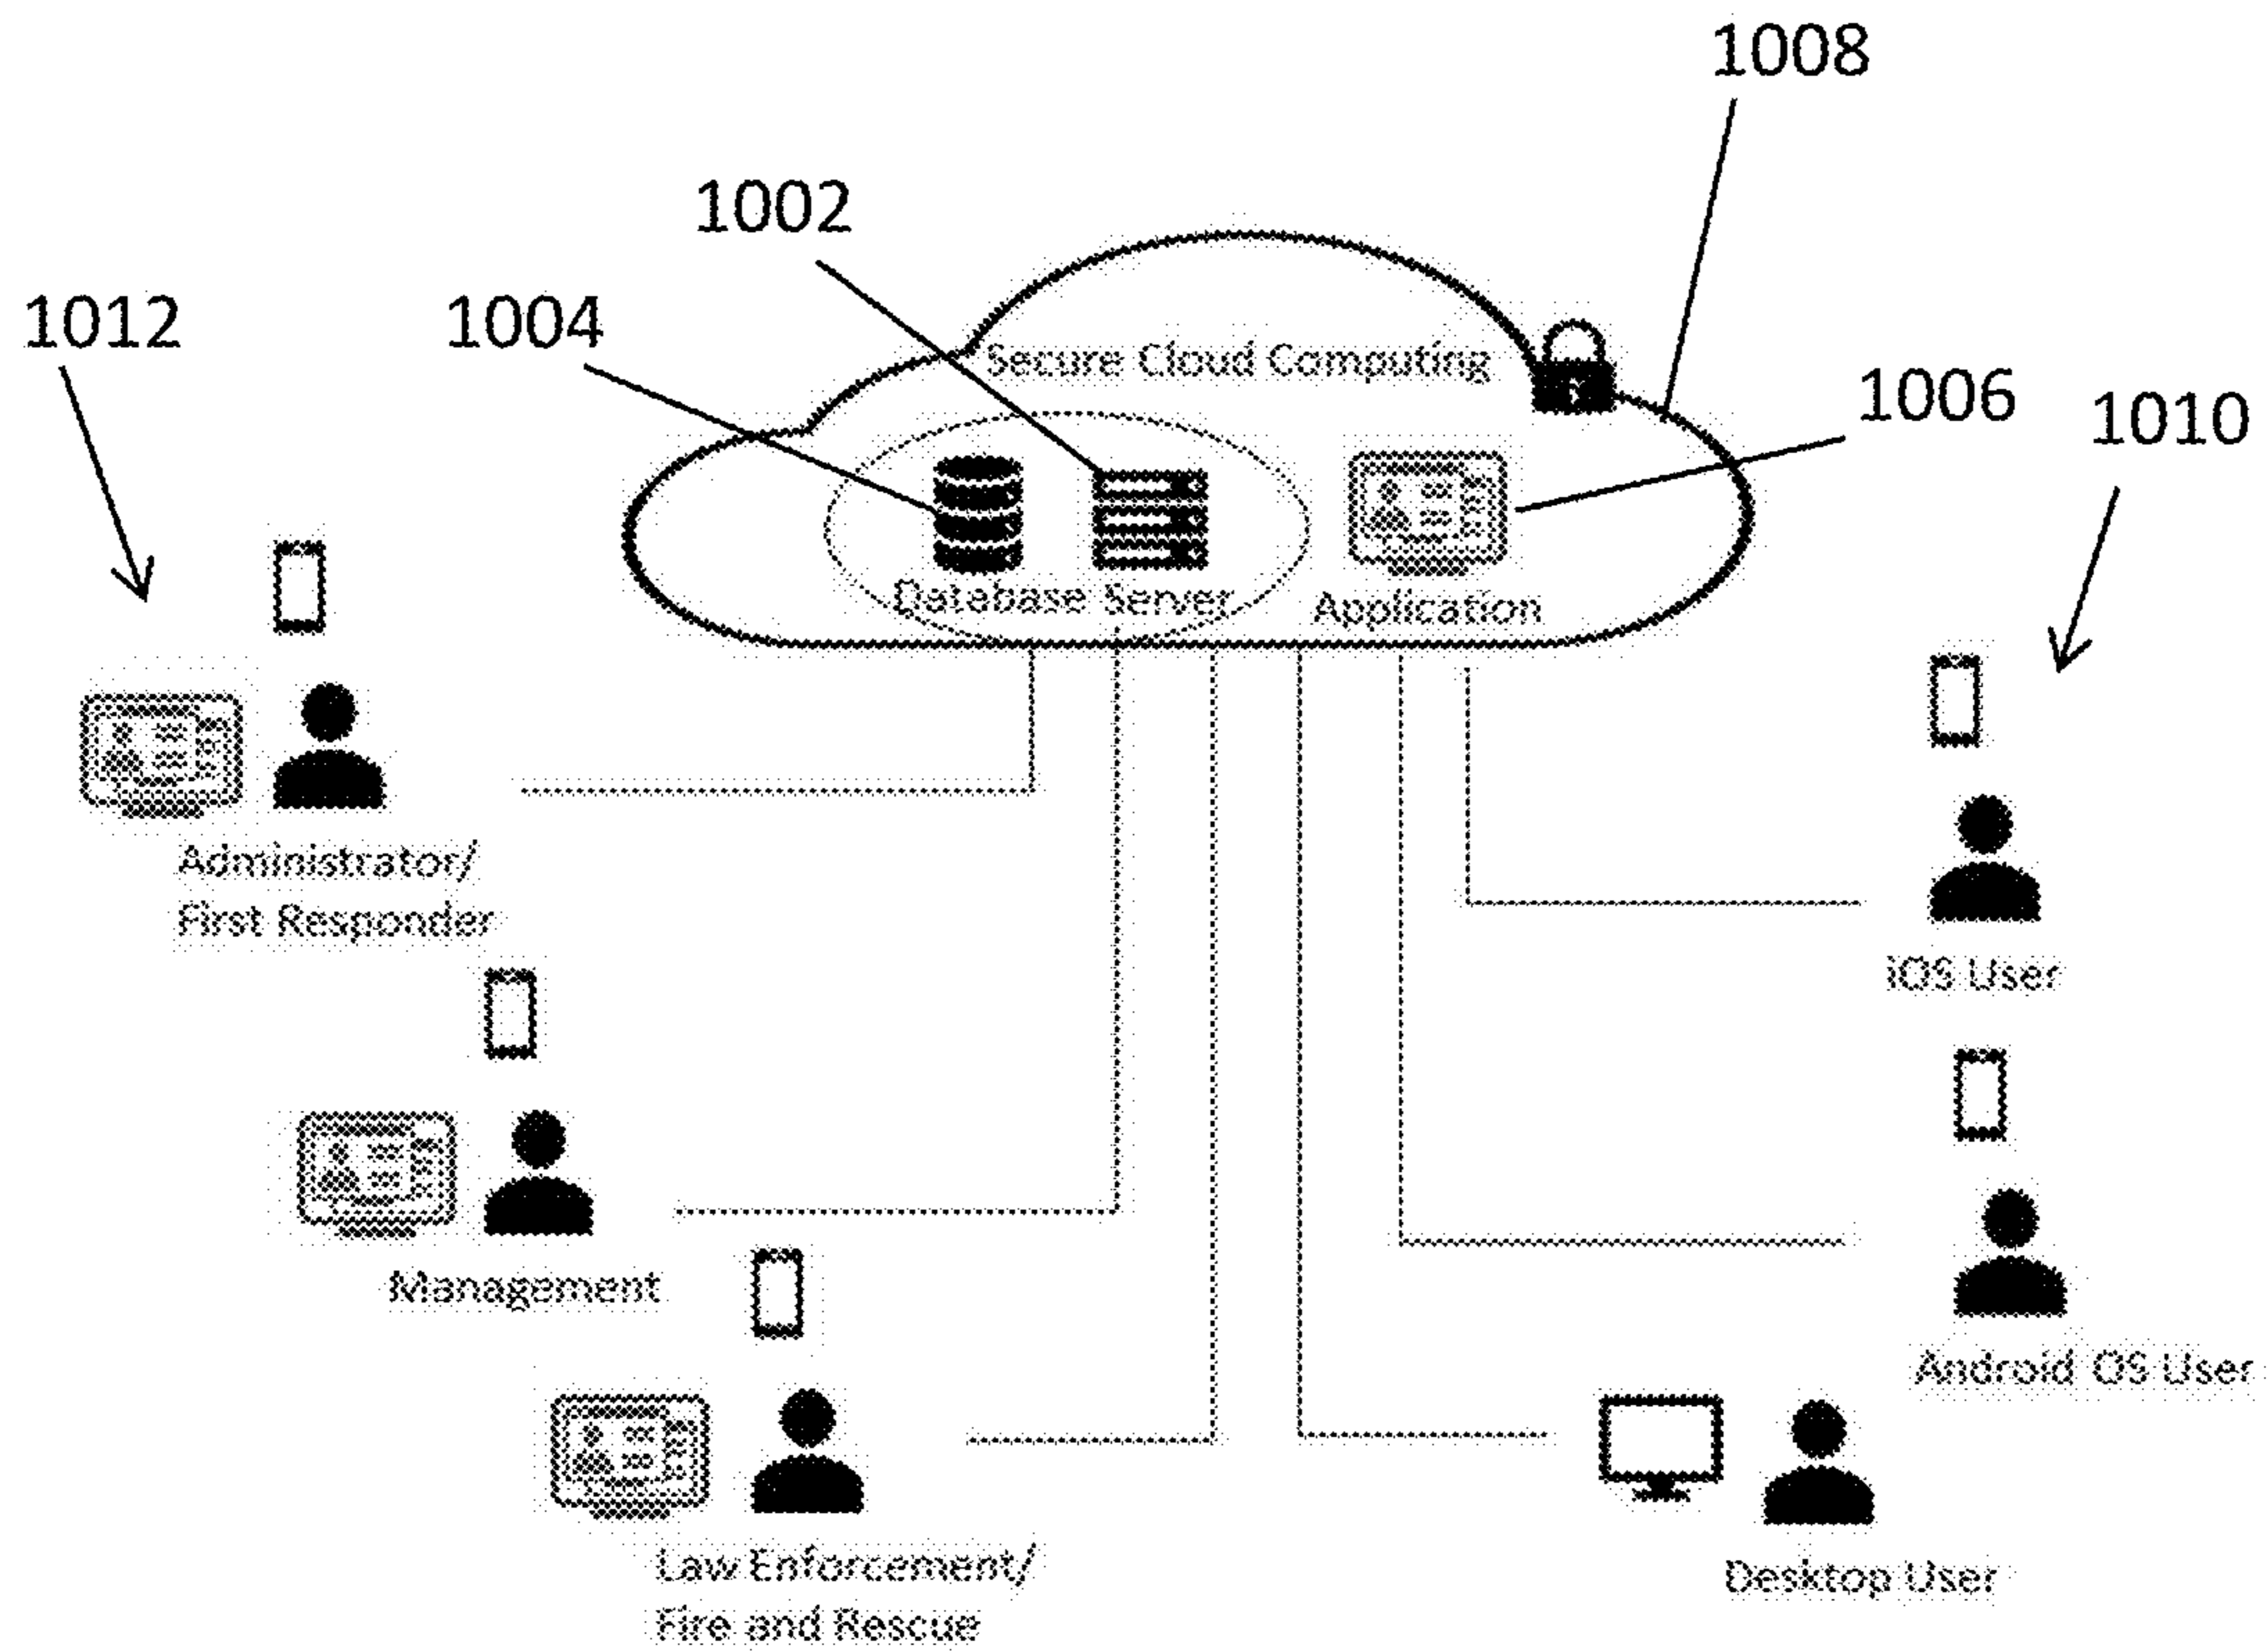 1008
1002
1012
1004
Secure Cloud Computing
1006
1010
Database Server
Application
Administrator/
First Responder
iOS User
Management
Android OS User
Law Enforcement/
Fire and Rescue
Desktop User